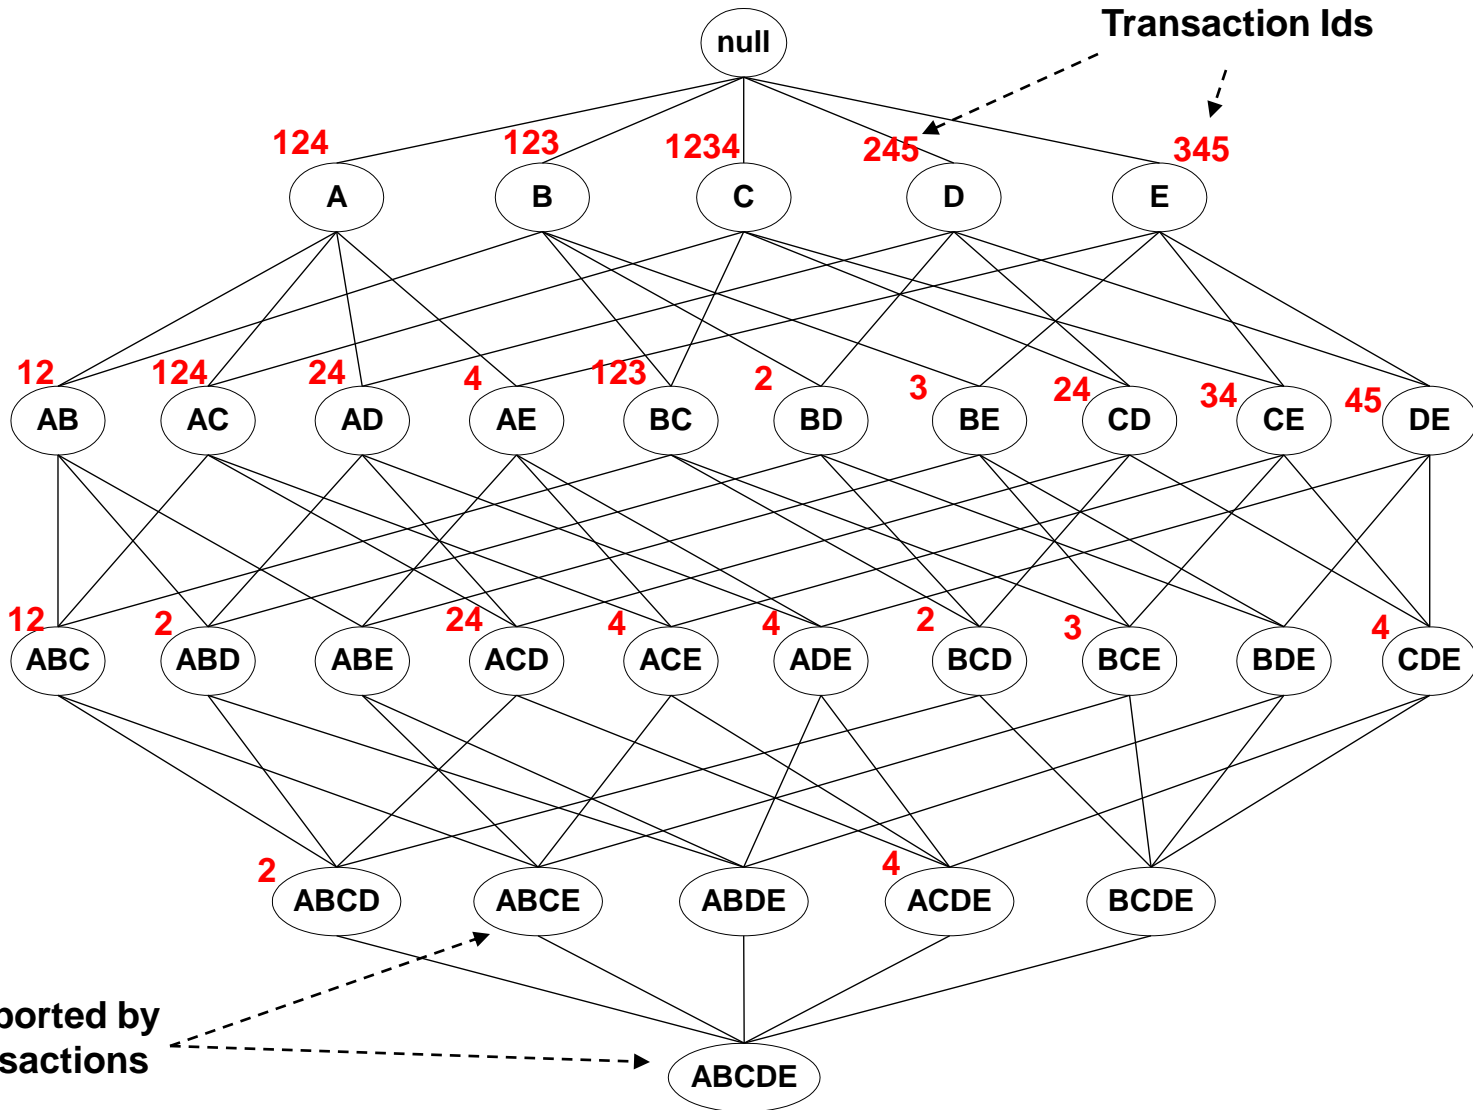 Transaction Ids
null
124 123 1234 245 345
A B C D E
12 124 24 4 123 2 3 24 34 45
AB AC AD AE BC BD BE CD CE DE
12 2 24 4 4 2 3 4
ABC ABD ABE ACD ACE ADE BCD BCE BDE CDE
2 4
ABCD ABCE ABDE ACDE BCDE
ported by
sactions
ABCDE